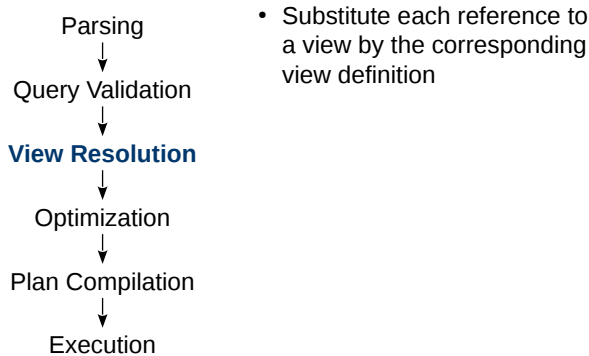 Parsing
Query Validation
View Resolution
Optimization
Plan Compilation
Execution
• Substitute each reference to
a view by the corresponding
view definition